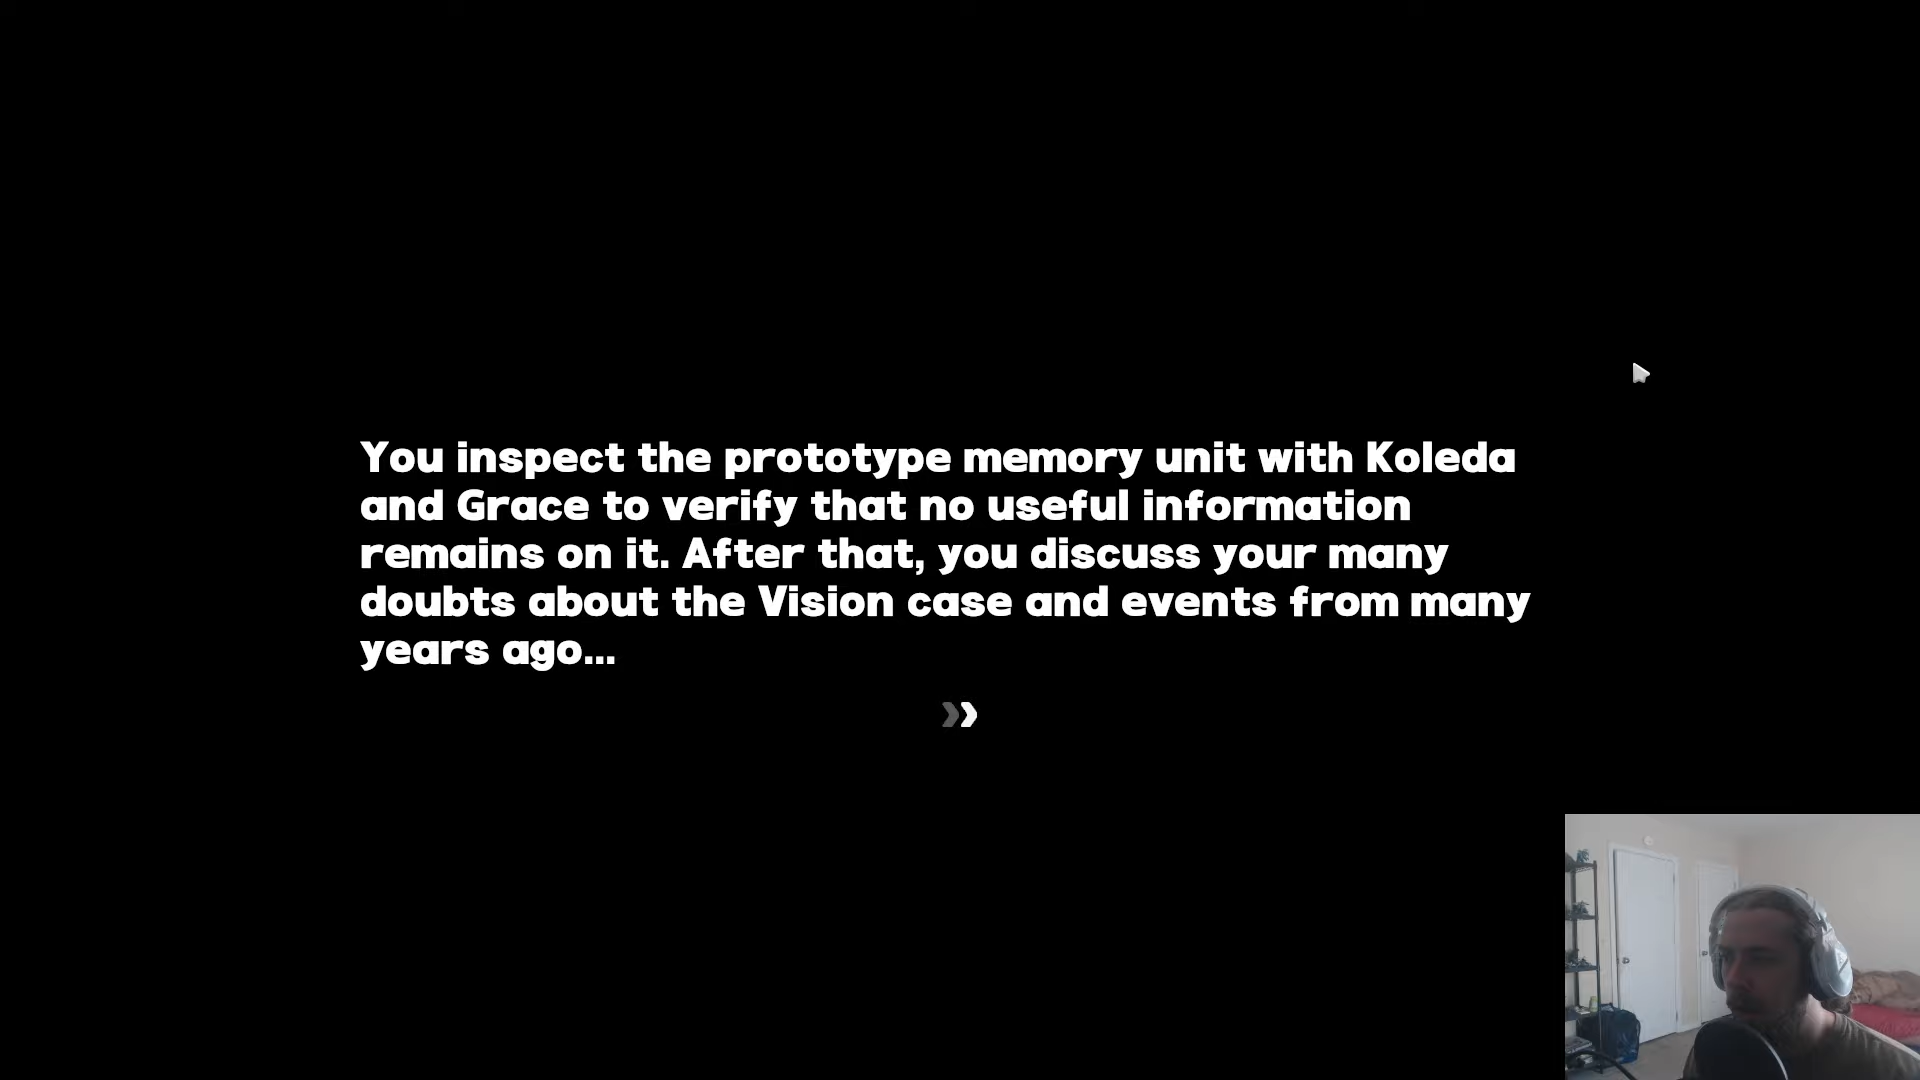 You inspect the prototype memory unit with Koleda
and Grace to verify that no useful information
remains on it. After that, you discuss your many
doubts about the Vision case and events from many
years ago...